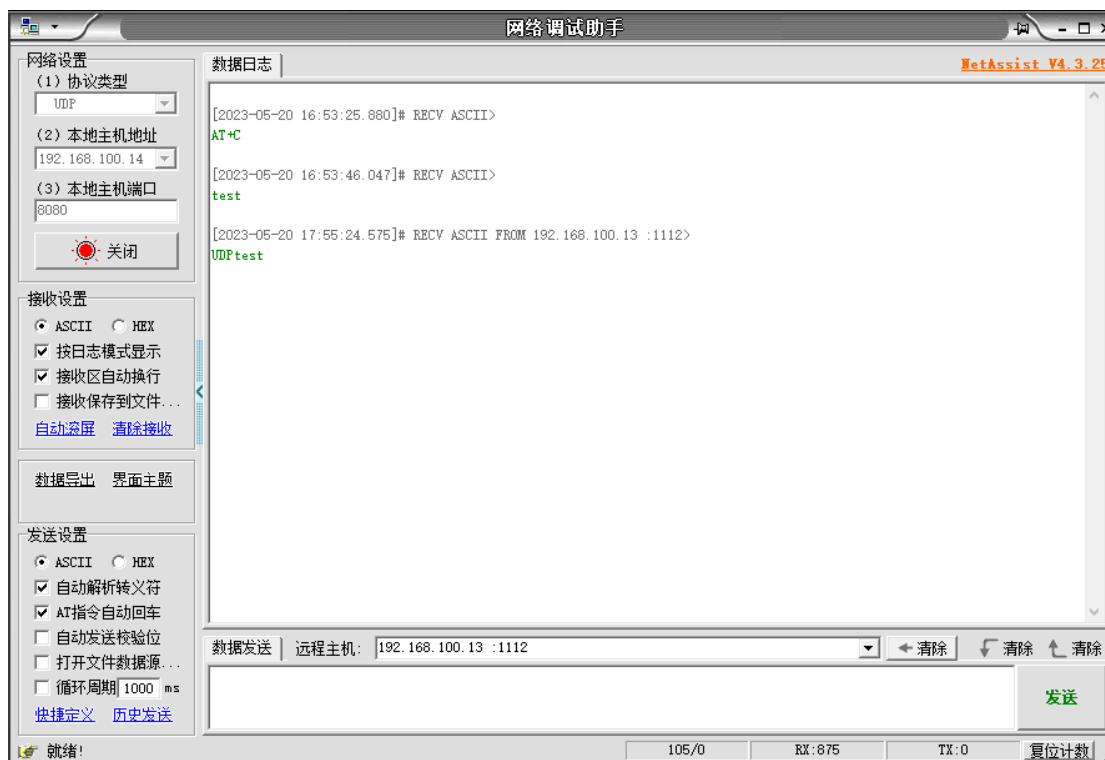 网络调试助手
网络设置
(1) 协议类型
UDP
(2) 本地主机地址
192.168.100.14
(3) 本地主机端口
8080
关闭
接收设置
ASCII HEX
按日志模式显示
接收区自动换行
接收保存到文件...
自动滚屏 清除接收
数据导出 界面主题
发送设置
ASCII HEX
自动解析转义符
AT指令自动回车
自动发送校验位
打开文件数据源...
循环周期 1000 ms
快捷定义 历史发送
数据日志
NetAssist V4.3.25
[2023-05-20 16:53:25.880]# RECV ASCII>
AT+C
[2023-05-20 16:53:46.047]# RECV ASCII>
test
[2023-05-20 17:55:24.575]# RECV ASCII FROM 192.168.100.13 :1112>
UDPtest
数据发送 远程主机: 192.168.100.13 :1112 清除 清除 清除
发送
就绪! 105/0 RX:875 TX:0 复位计数